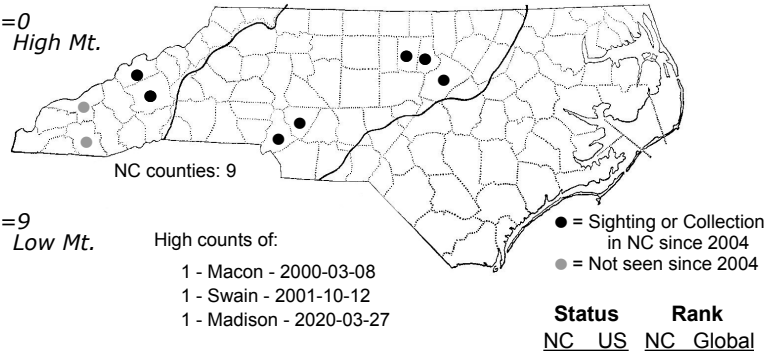 =0
High Mt.
NC counties: 9
=9
Low Mt.
High counts of:
1 - Macon - 2000-03-08
1 - Swain - 2001-10-12
1 - Madison - 2020-03-27
● = Sighting or Collection
in NC since 2004
● = Not seen since 2004
Status Rank
NC US NC Global